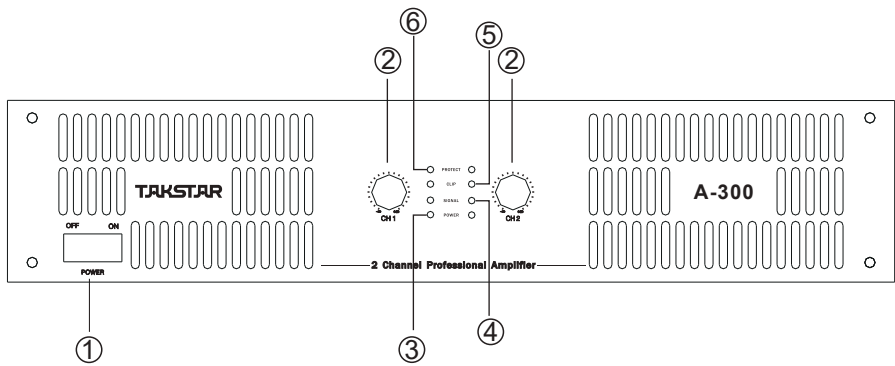 ⑥
⑤
② ②
PROTECT
CLIP
TAKSTAR
A-300
SIGNAL
POWER
CH 1
CH 2
OFF ON
POWER
2 Channel Professional Amplifier
① ③ ④